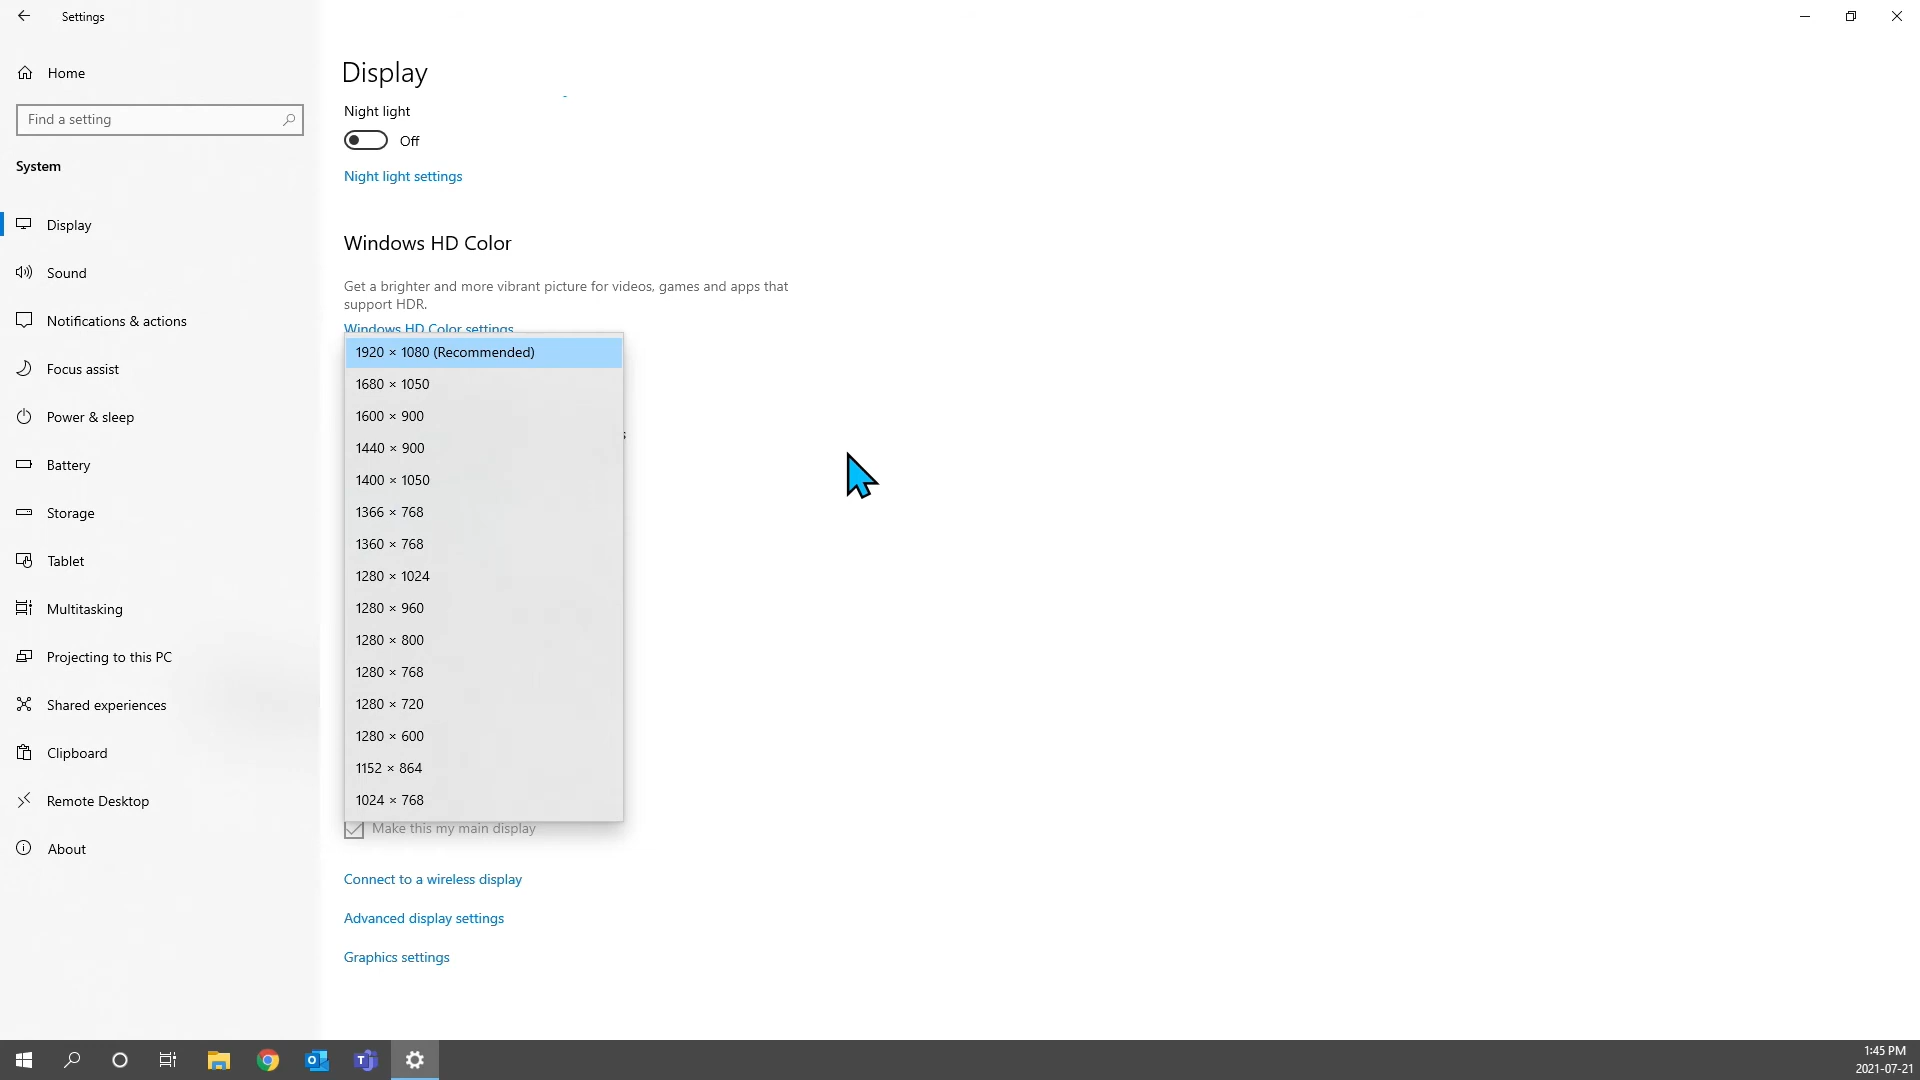 Settings
Home
Find a setting
System
Display
Sound
Notifications & actions
Focus assist
Power & sleep
Battery
Storage
Tablet
Multitasking
Projecting to this PC
Shared experiences
Clipboard
Remote Desktop
About
Display
Night light
Off
Night light settings
Windows HD Color
Get a brighter and more vibrant picture for videos, games and apps that
support HDR.
Windows HD Color settings
1920 × 1080 (Recommended)
1680 × 1050
1600 × 900
1440 × 900
1400 × 1050
1366 × 768
1360 × 768
1280 × 1024
1280 × 960
1280 × 800
1280 × 768
1280 × 720
1280 × 600
1152 × 864
1024 × 768
Make this my main display
Connect to a wireless display
Advanced display settings
Graphics settings
1:45 PM
2021-07-21